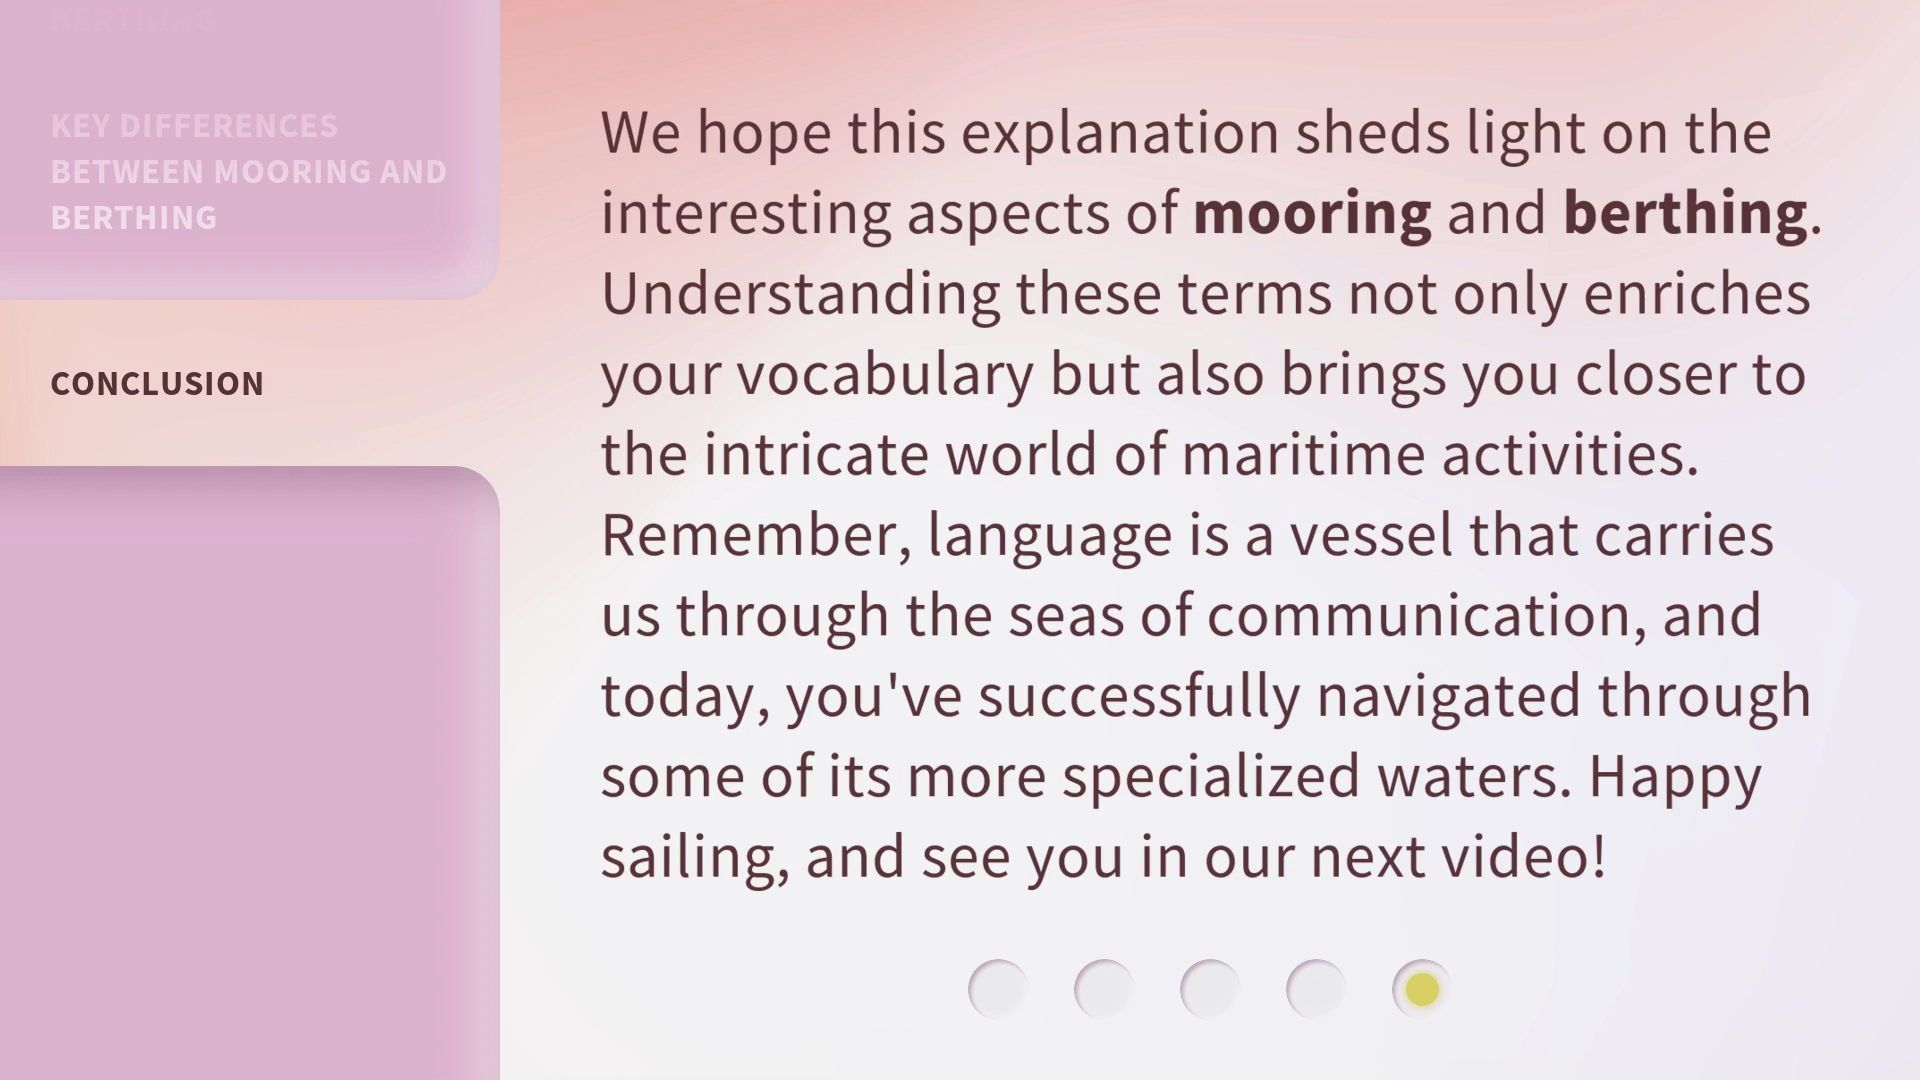 BERTHING
KEY DIFFERENCES
BETWEEN MOORING AND
BERTHING
CONCLUSION
We hope this explanation sheds light on the
interesting aspects of mooring and berthing.
Understanding these terms not only enriches
your vocabulary but also brings you closer to
the intricate world of maritime activities.
Remember, language is a vessel that carries
us through the seas of communication, and
today, you've successfully navigated through
some of its more specialized waters. Happy
sailing, and see you in our next video!